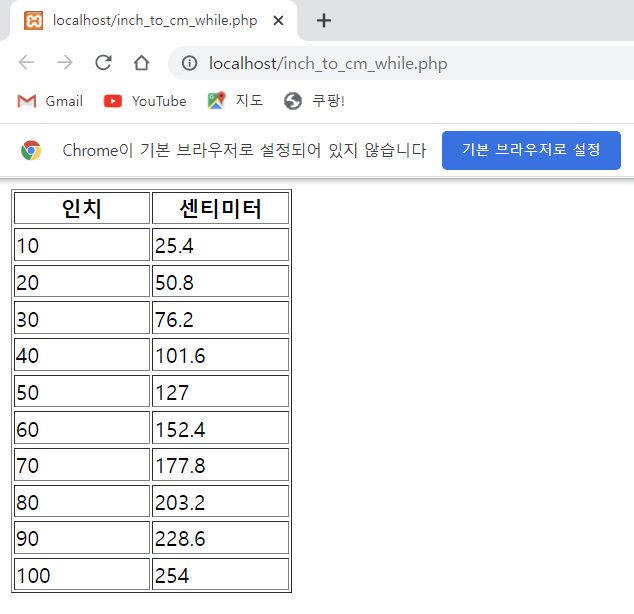 localhost/inch_to_cm_while.php
localhost/inch_to_cm_while.php
Gmail YouTube 지도 쿠팡!
Chrome이 기본 브라우저로 설정되어 있지 않습니다 기본 브라우저로 설정
인치 센티미터
10 25.4
20 50.8
30 76.2
40 101.6
50 127
60 152.4
70 177.8
80 203.2
90 228.6
100 254